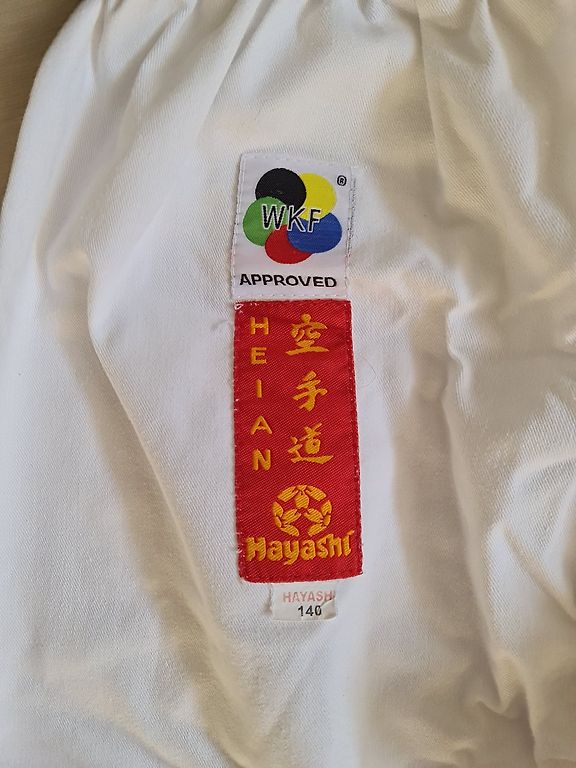 ®
WKF
APPROVED
HEIAN
空手道
Hayashi
HAYASHI
140